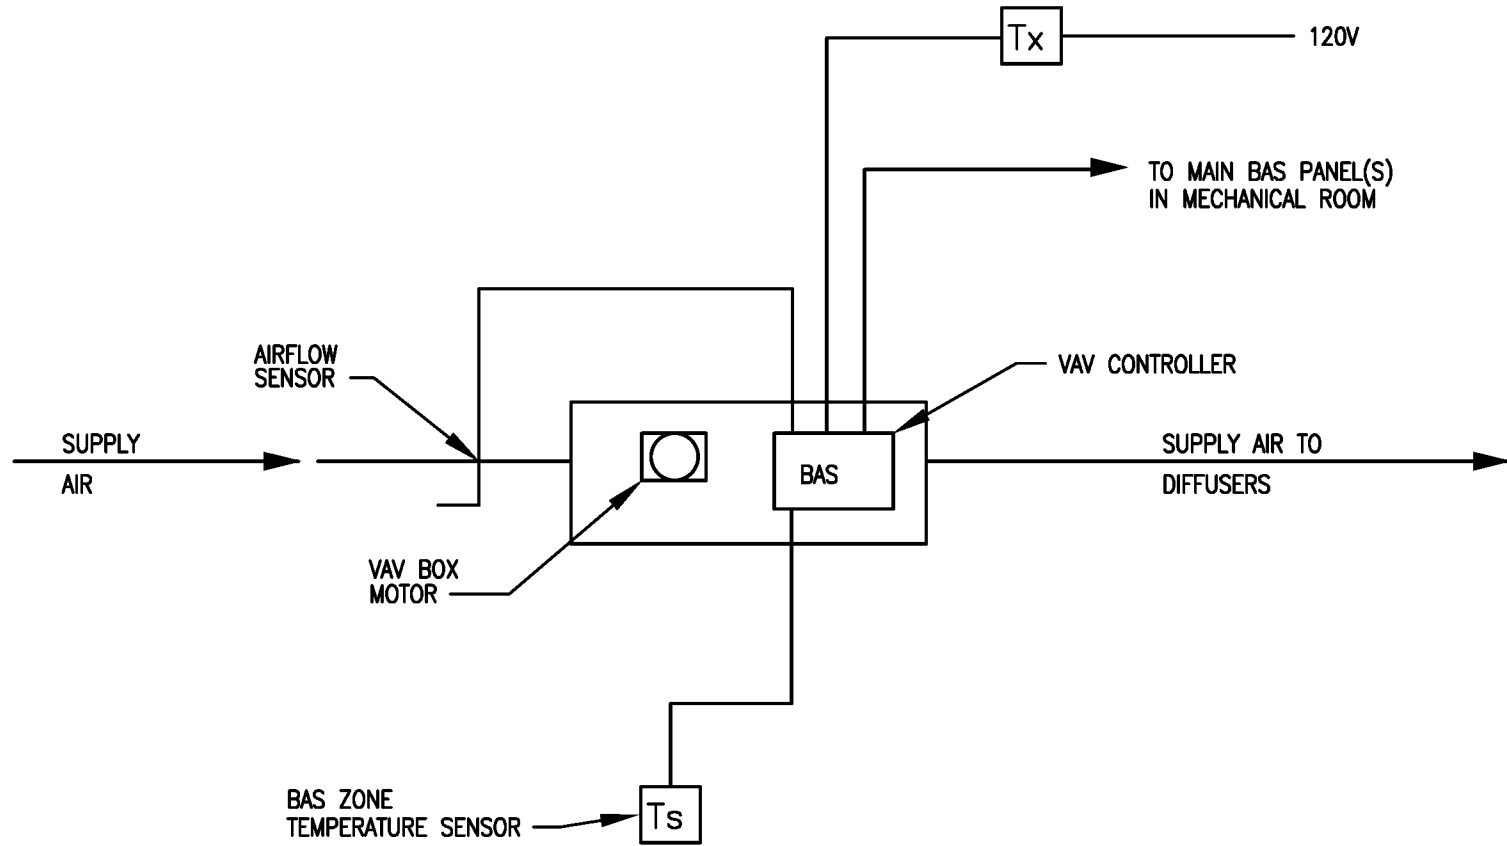 Tx
120V
TO MAIN BAS PANEL(S)
IN MECHANICAL ROOM
AIRFLOW
SENSOR
VAV CONTROLLER
SUPPLY
AIR
BAS
SUPPLY AIR TO
DIFFUSERS
VAV BOX
MOTOR
BAS ZONE
TEMPERATURE SENSOR
Ts